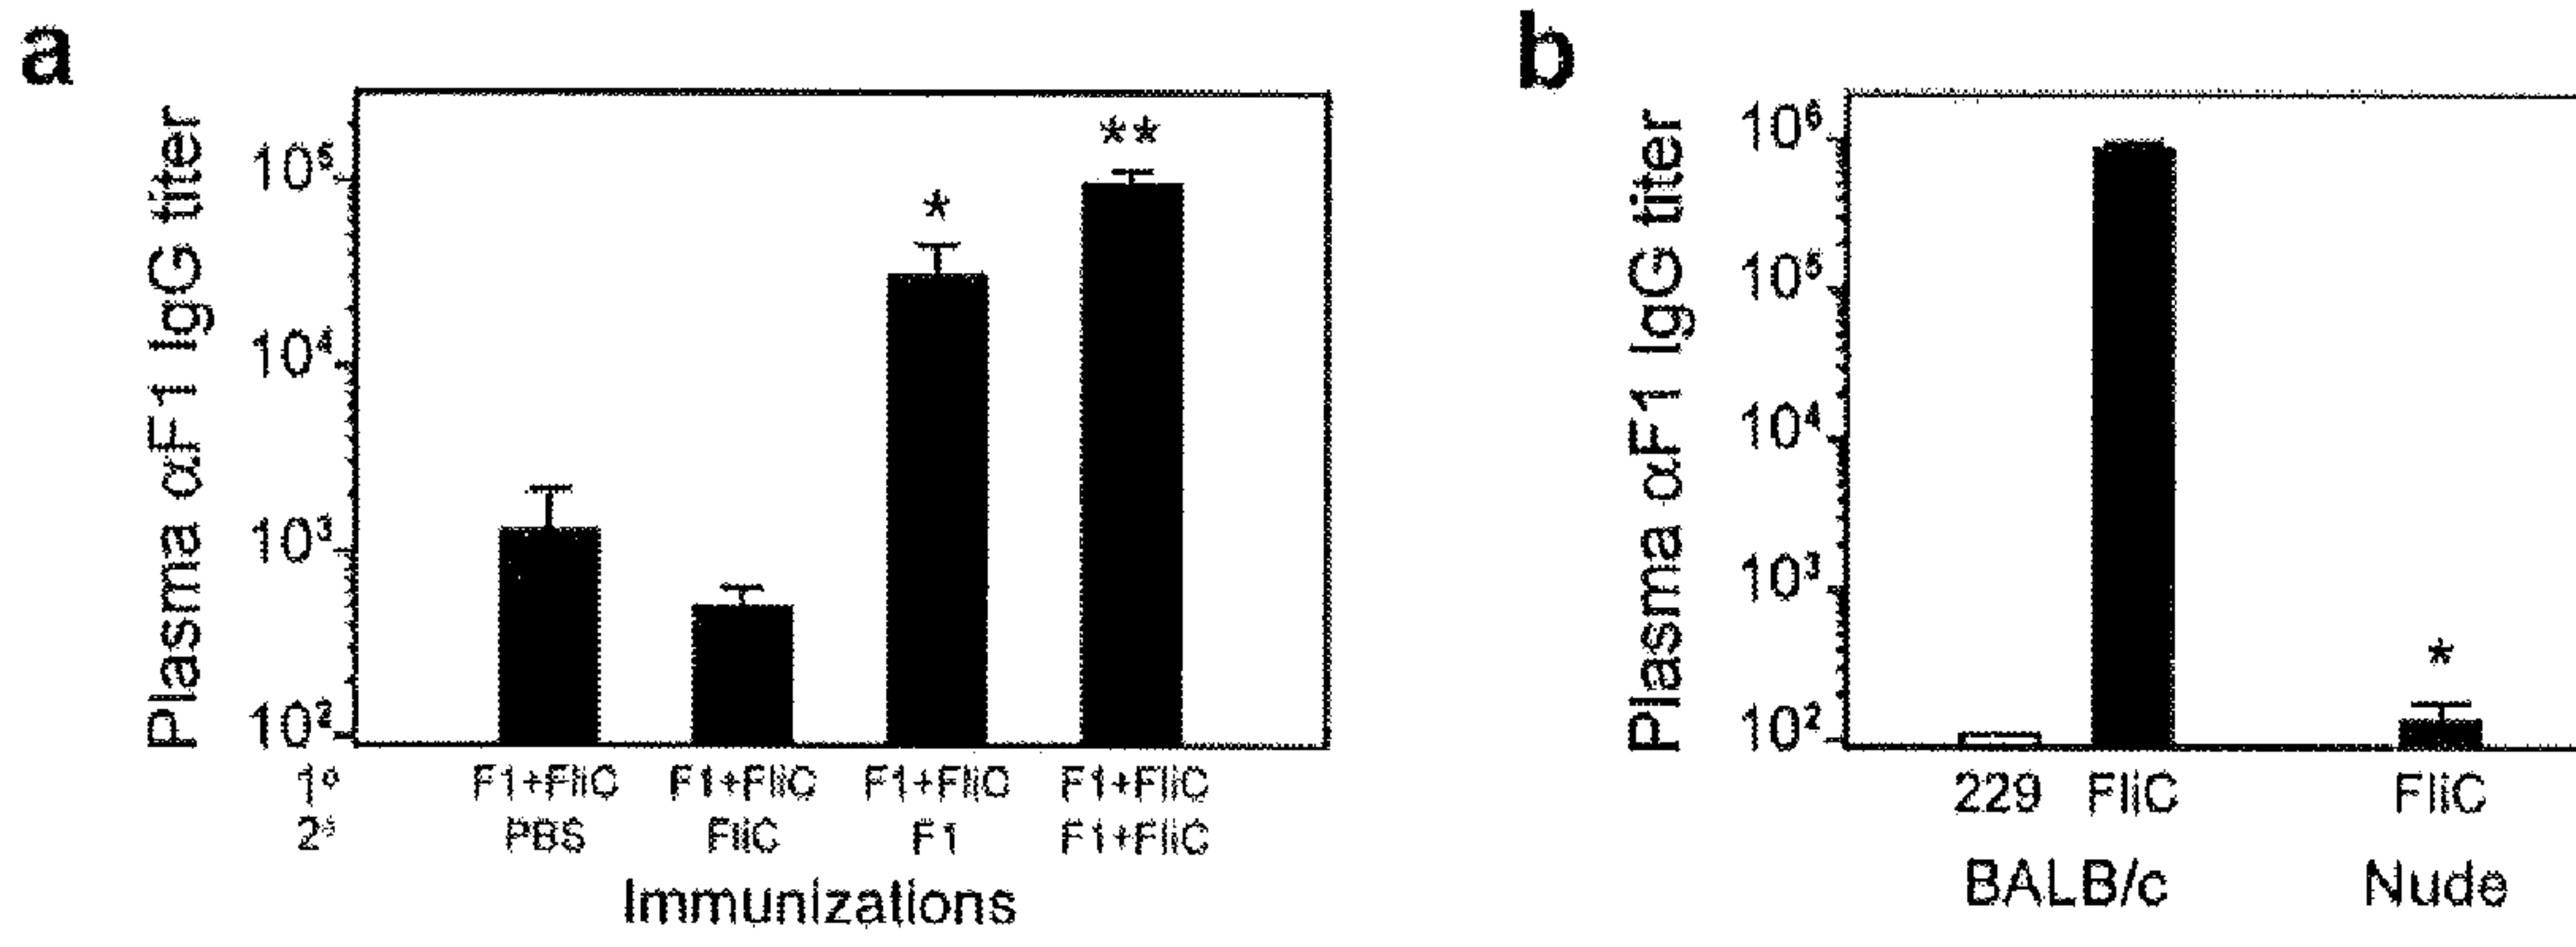 a
Plasma αF1 IgG titer
10⁵
10⁴
10³
10²
**
*
1° F1+FliC F1+FliC F1+FliC F1+FliC
2° PBS FliC F1 F1+FliC
Immunizations
b
Plasma αF1 IgG titer
10⁶
10⁵
10⁴
10³
10²
*
229 FliC FliC
BALB/c Nude